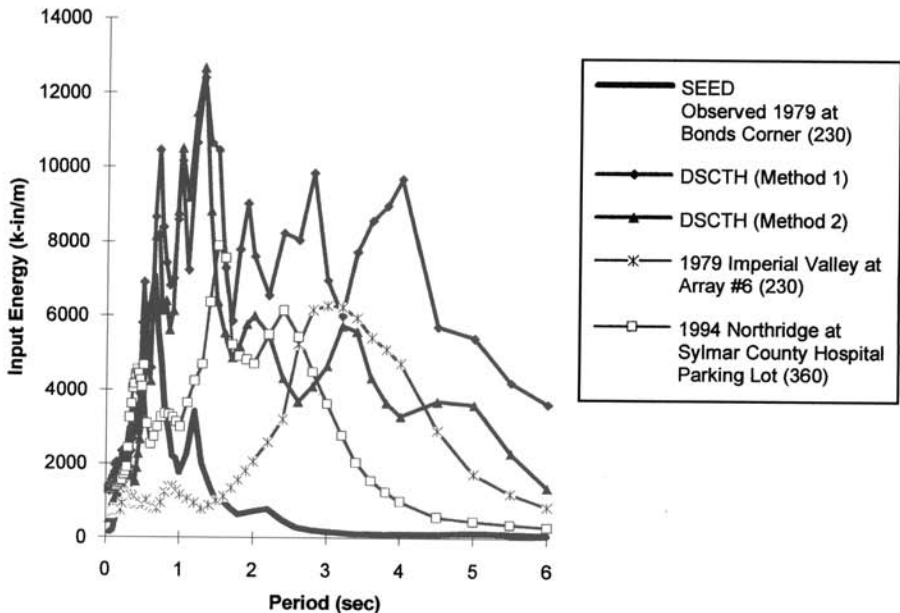 14000
12000
10000
8000
6000
4000
2000
0
Input Energy (k-in/m)
0 1 2 3 4 5 6
Period (sec)
SEED
Observed 1979 at
Bonds Corner (230)
DSCTH (Method 1)
DSCTH (Method 2)
1979 Imperial Valley at
Array #6 (230)
1994 Northridge at
Sylmar County Hospital
Parking Lot (360)